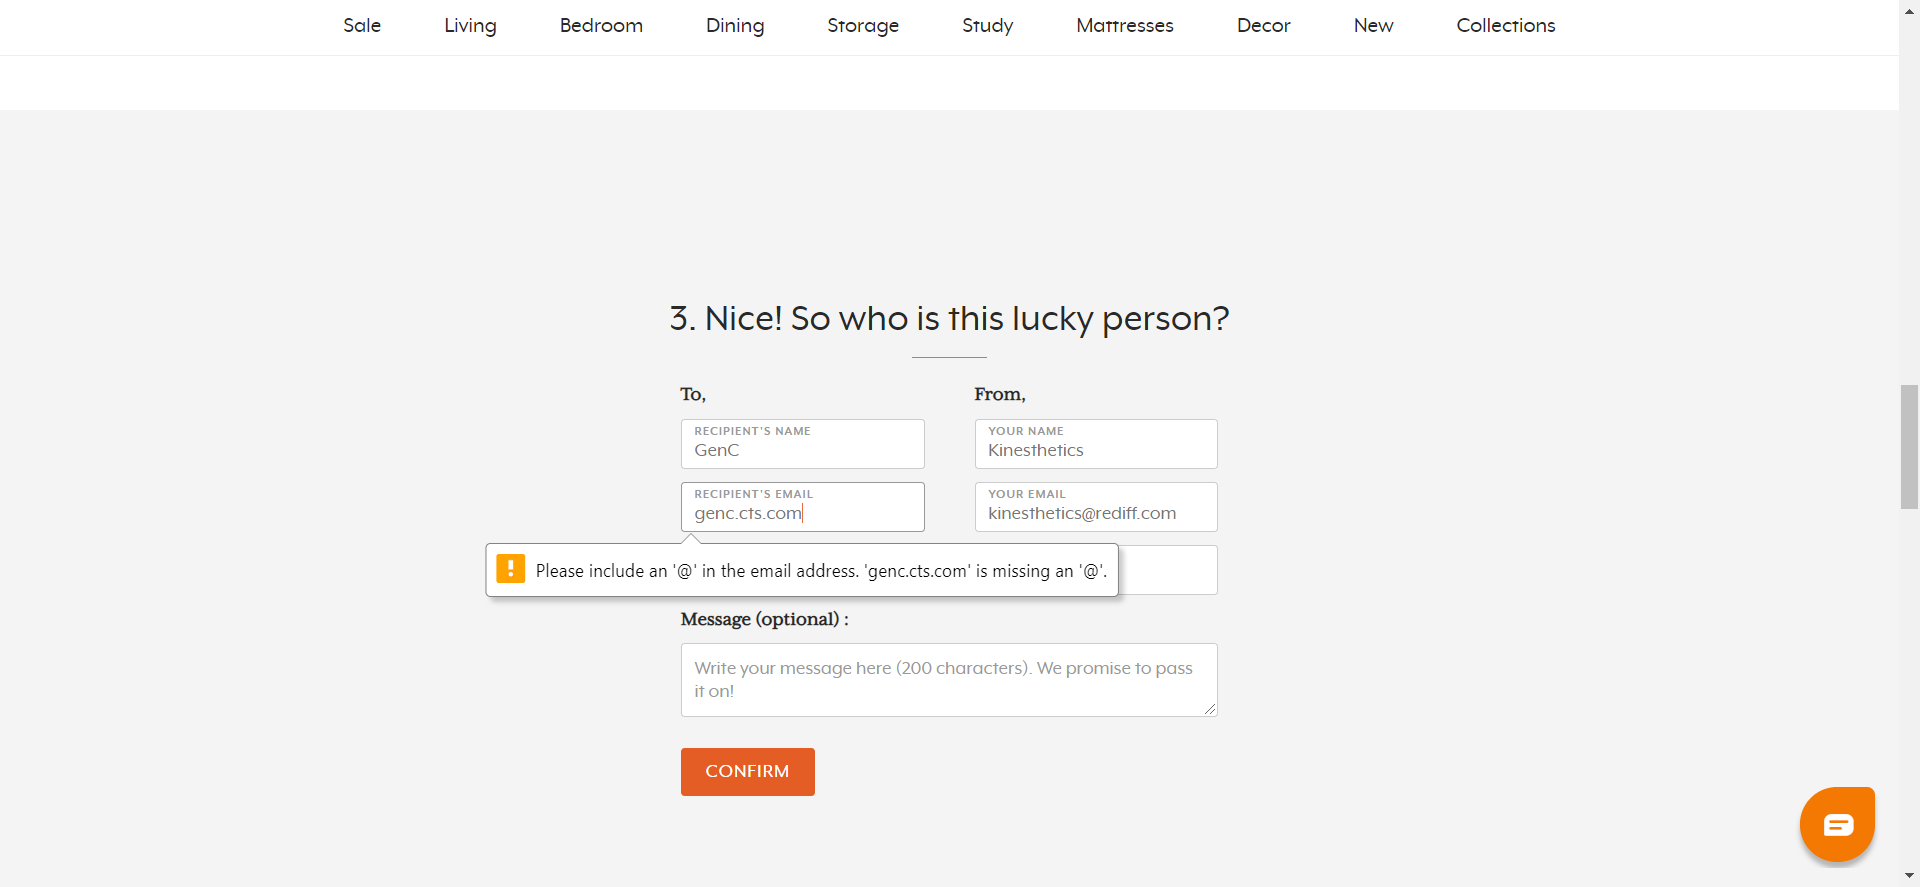 Sale Living Bedroom Dining Storage Study Mattresses Decor New Collections
3. Nice! So who is this lucky person?
To,
From,
RECIPIENT'S NAME
GenC
YOUR NAME
Kinesthetics
RECIPIENT'S EMAIL
genc.cts.com
YOUR EMAIL
kinesthetics@rediff.com
Please include an '@' in the email address. 'genc.cts.com' is missing an '@'.
Message (optional) :
Write your message here (200 characters). We promise to pass
it on!
CONFIRM